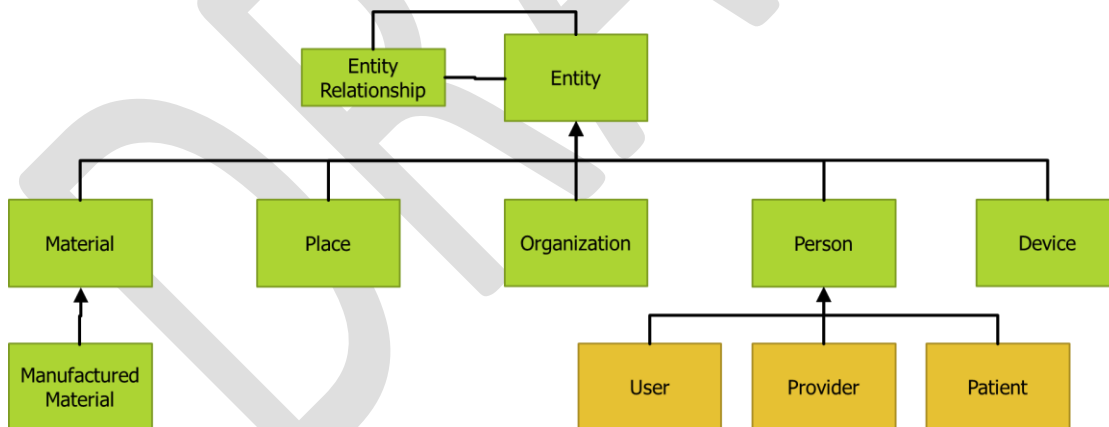 Entity
Relationship
Entity
Material
Place
Organization
Person
Device
Manufactured
Material
User
Provider
Patient